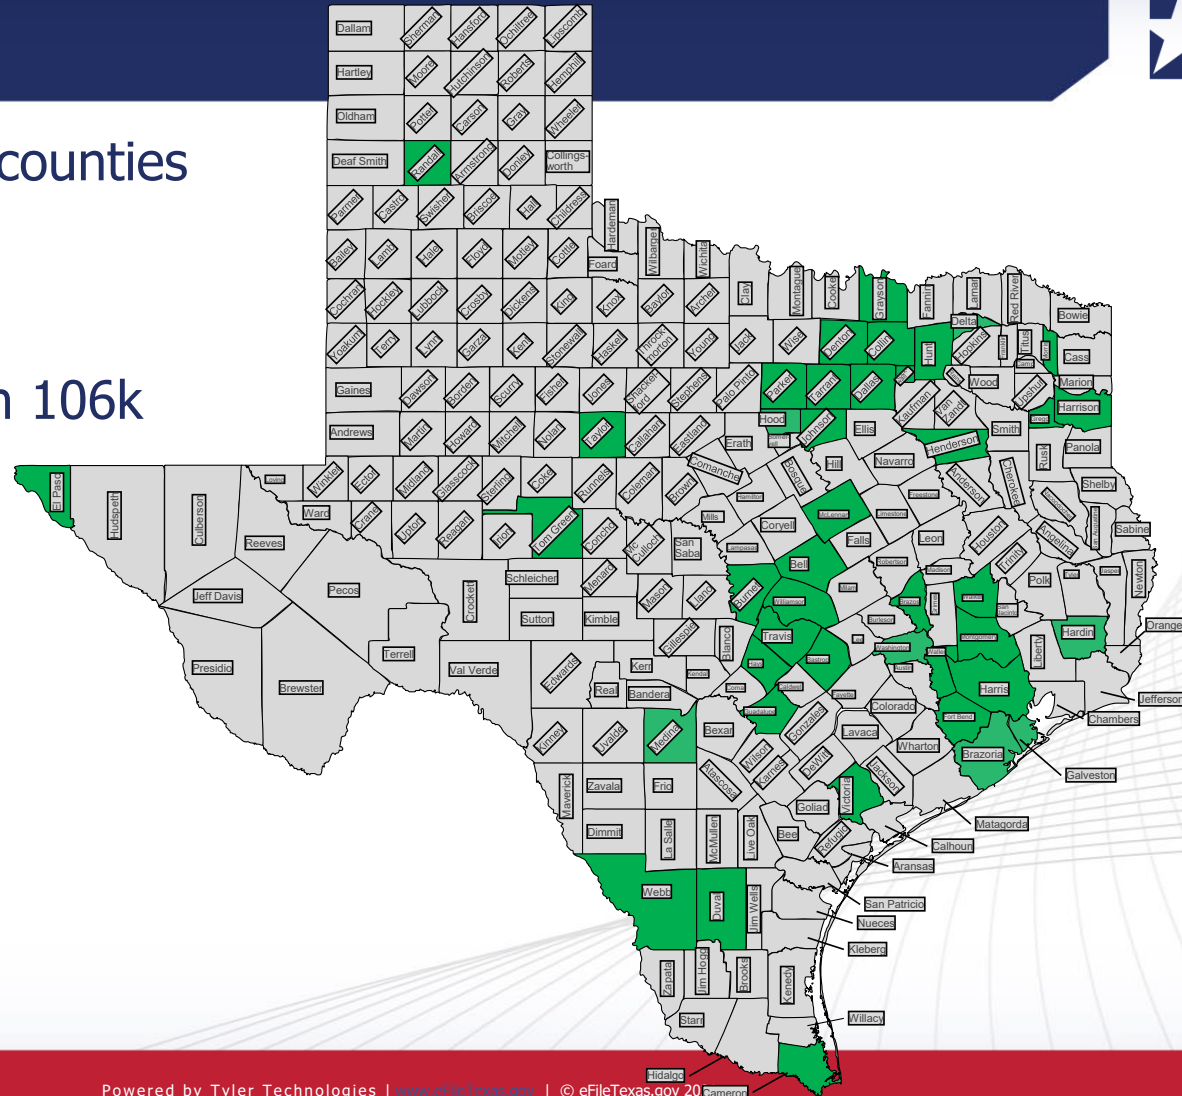 counties
106k
Dallam
Sherman
Hansford
Ochiltree
Lipscomb
Hartley
Moore
Hutchinson
Roberts
Hemphill
Oldham
Potter
Carson
Gray
Wheeler
Deaf Smith
Randall
Armstrong
Donley
Collings-
worth
Parmer
Castro
Swisher
Briscoe
Hall
Childress
Hardeman
Bailey
Lamb
Hale
Floyd
Motley
Cottle
Foard
Wilbarger
Wichita
Clay
Montague
Cooke
Grayson
Fannin
Lamar
Red River
Bowie
Cochran
Hockley
Lubbock
Crosby
Dickens
King
Knox
Baylor
Archer
Delta
Yoakum
Terry
Lynn
Garza
Kent
Stonewall
Haskell
Throck
morton
Young
Jack
Wise
Denton
Collin
Hunt
Hopkins
Titus
Cass
Gaines
Dawson
Borden
Scurry
Fisher
Jones
Shacken
ford
Stephens
Palo Pinto
Parker
Tarrant
Dallas
Kaufman
Van
Zandt
Wood
Upshur
Marion
Harrison
Andrews
Martin
Howard
Mitchell
Nolan
Taylor
Callahan
Eastland
Erath
Hood
Johnson
Ellis
Henderson
Smith
Rusk
Panola
El Paso
Hudspeth
Culberson
Loving
Winkler
Ector
Midland
Glasscock
Sterling
Coke
Runnels
Coleman
Brown
Comanche
Hamilton
Bosque
Hill
Navarro
Freestone
Anderson
Cherokee
Shelby
Reeves
Ward
Crane
Upton
Reagan
Irion
Tom Green
Concho
Mc
Culloch
San
Saba
Mills
Lampasas
Coryell
McLennan
Limestone
Falls
Leon
Houston
Angelina
San Augustine
Sabine
Jeff Davis
Pecos
Crockett
Schleicher
Menard
Mason
Llano
Burnet
Bell
Milam
Robertson
Madison
Trinity
Polk
Tyler
Jasper
Newton
Sutton
Kimble
Gillespie
Blanco
Travis
Williamson
Lee
Burleson
Brazos
Grimes
Walker
San
Jacinto
Liberty
Hardin
Orange
Presidio
Brewster
Terrell
Val Verde
Edwards
Real
Kerr
Kendall
Bandera
Comal
Hays
Caldwell
Bastrop
Fayette
Washington
Austin
Waller
Montgomery
Harris
Jefferson
Chambers
Kinney
Uvalde
Medina
Bexar
Guadalupe
Wilson
Gonzales
Colorado
Lavaca
Wharton
Fort Bend
Brazoria
Galveston
Maverick
Zavala
Frio
Atascosa
Karnes
DeWitt
Jackson
Victoria
Goliad
Matagorda
Dimmit
La Salle
McMullen
Live Oak
Bee
Refugio
Calhoun
Aransas
Webb
Duval
Jim Wells
San Patricio
Nueces
Kleberg
Zapata
Jim Hogg
Brooks
Kenedy
Starr
Willacy
Hidalgo
Cameron
Powered by Tyler Technologies | www.eFileTexas.gov | © eFileTexas.gov 20